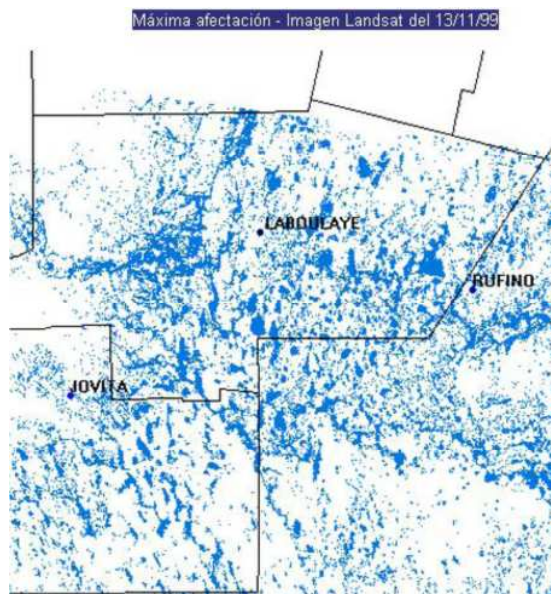 Máxima afectación - Imagen Landsat del 13/11/99
LABOULAYE
RUFINO
JOVITA